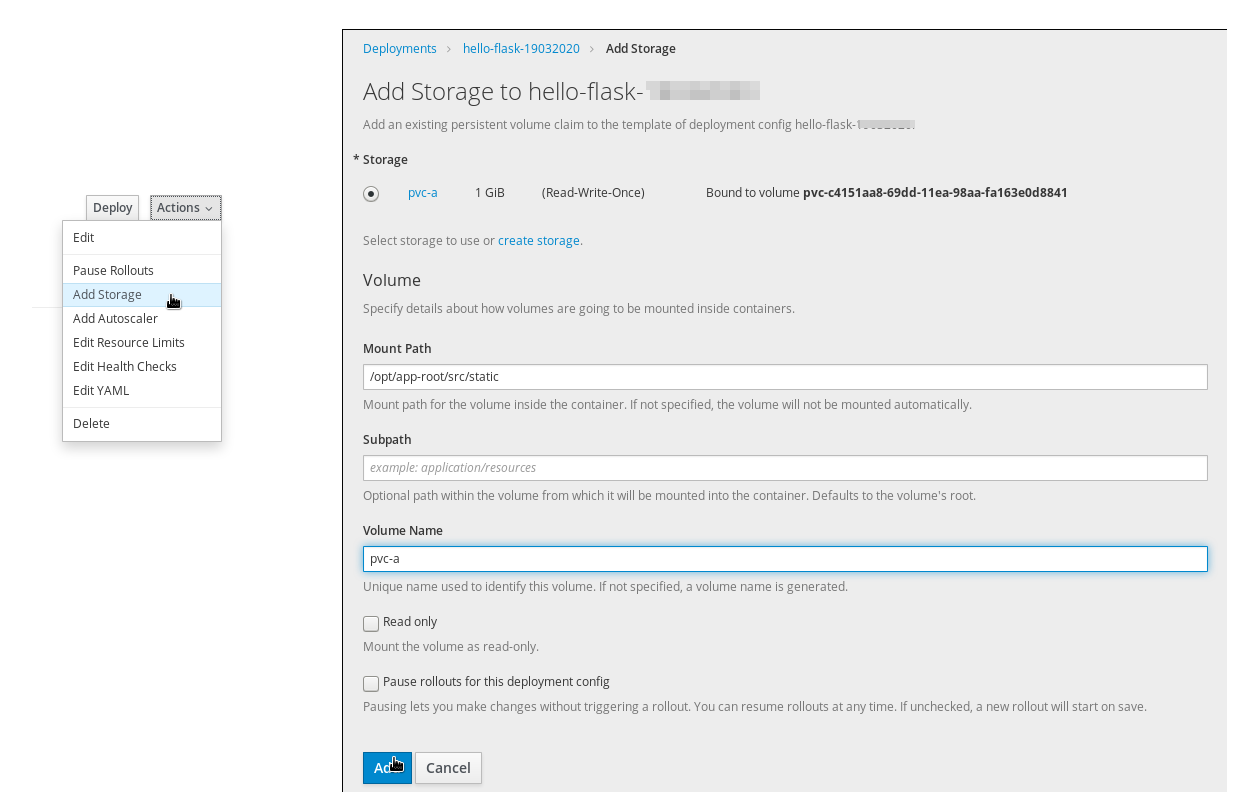 Deploy Actions
Edit
Pause Rollouts
Add Storage
Add Autoscaler
Edit Resource Limits
Edit Health Checks
Edit YAML
Delete
Deployments › hello-flask-19032020 › Add Storage
Add Storage to hello-flask-
Add an existing persistent volume claim to the template of deployment config hello-flask-
* Storage
pvc-a 1 GiB (Read-Write-Once) Bound to volume pvc-c4151aa8-69dd-11ea-98aa-fa163e0d8841
Select storage to use or create storage.
Volume
Specify details about how volumes are going to be mounted inside containers.
Mount Path
/opt/app-root/src/static
Mount path for the volume inside the container. If not specified, the volume will not be mounted automatically.
Subpath
example: application/resources
Optional path within the volume from which it will be mounted into the container. Defaults to the volume's root.
Volume Name
pvc-a
Unique name used to identify this volume. If not specified, a volume name is generated.
Read only
Mount the volume as read-only.
Pause rollouts for this deployment config
Pausing lets you make changes without triggering a rollout. You can resume rollouts at any time. If unchecked, a new rollout will start on save.
Add Cancel